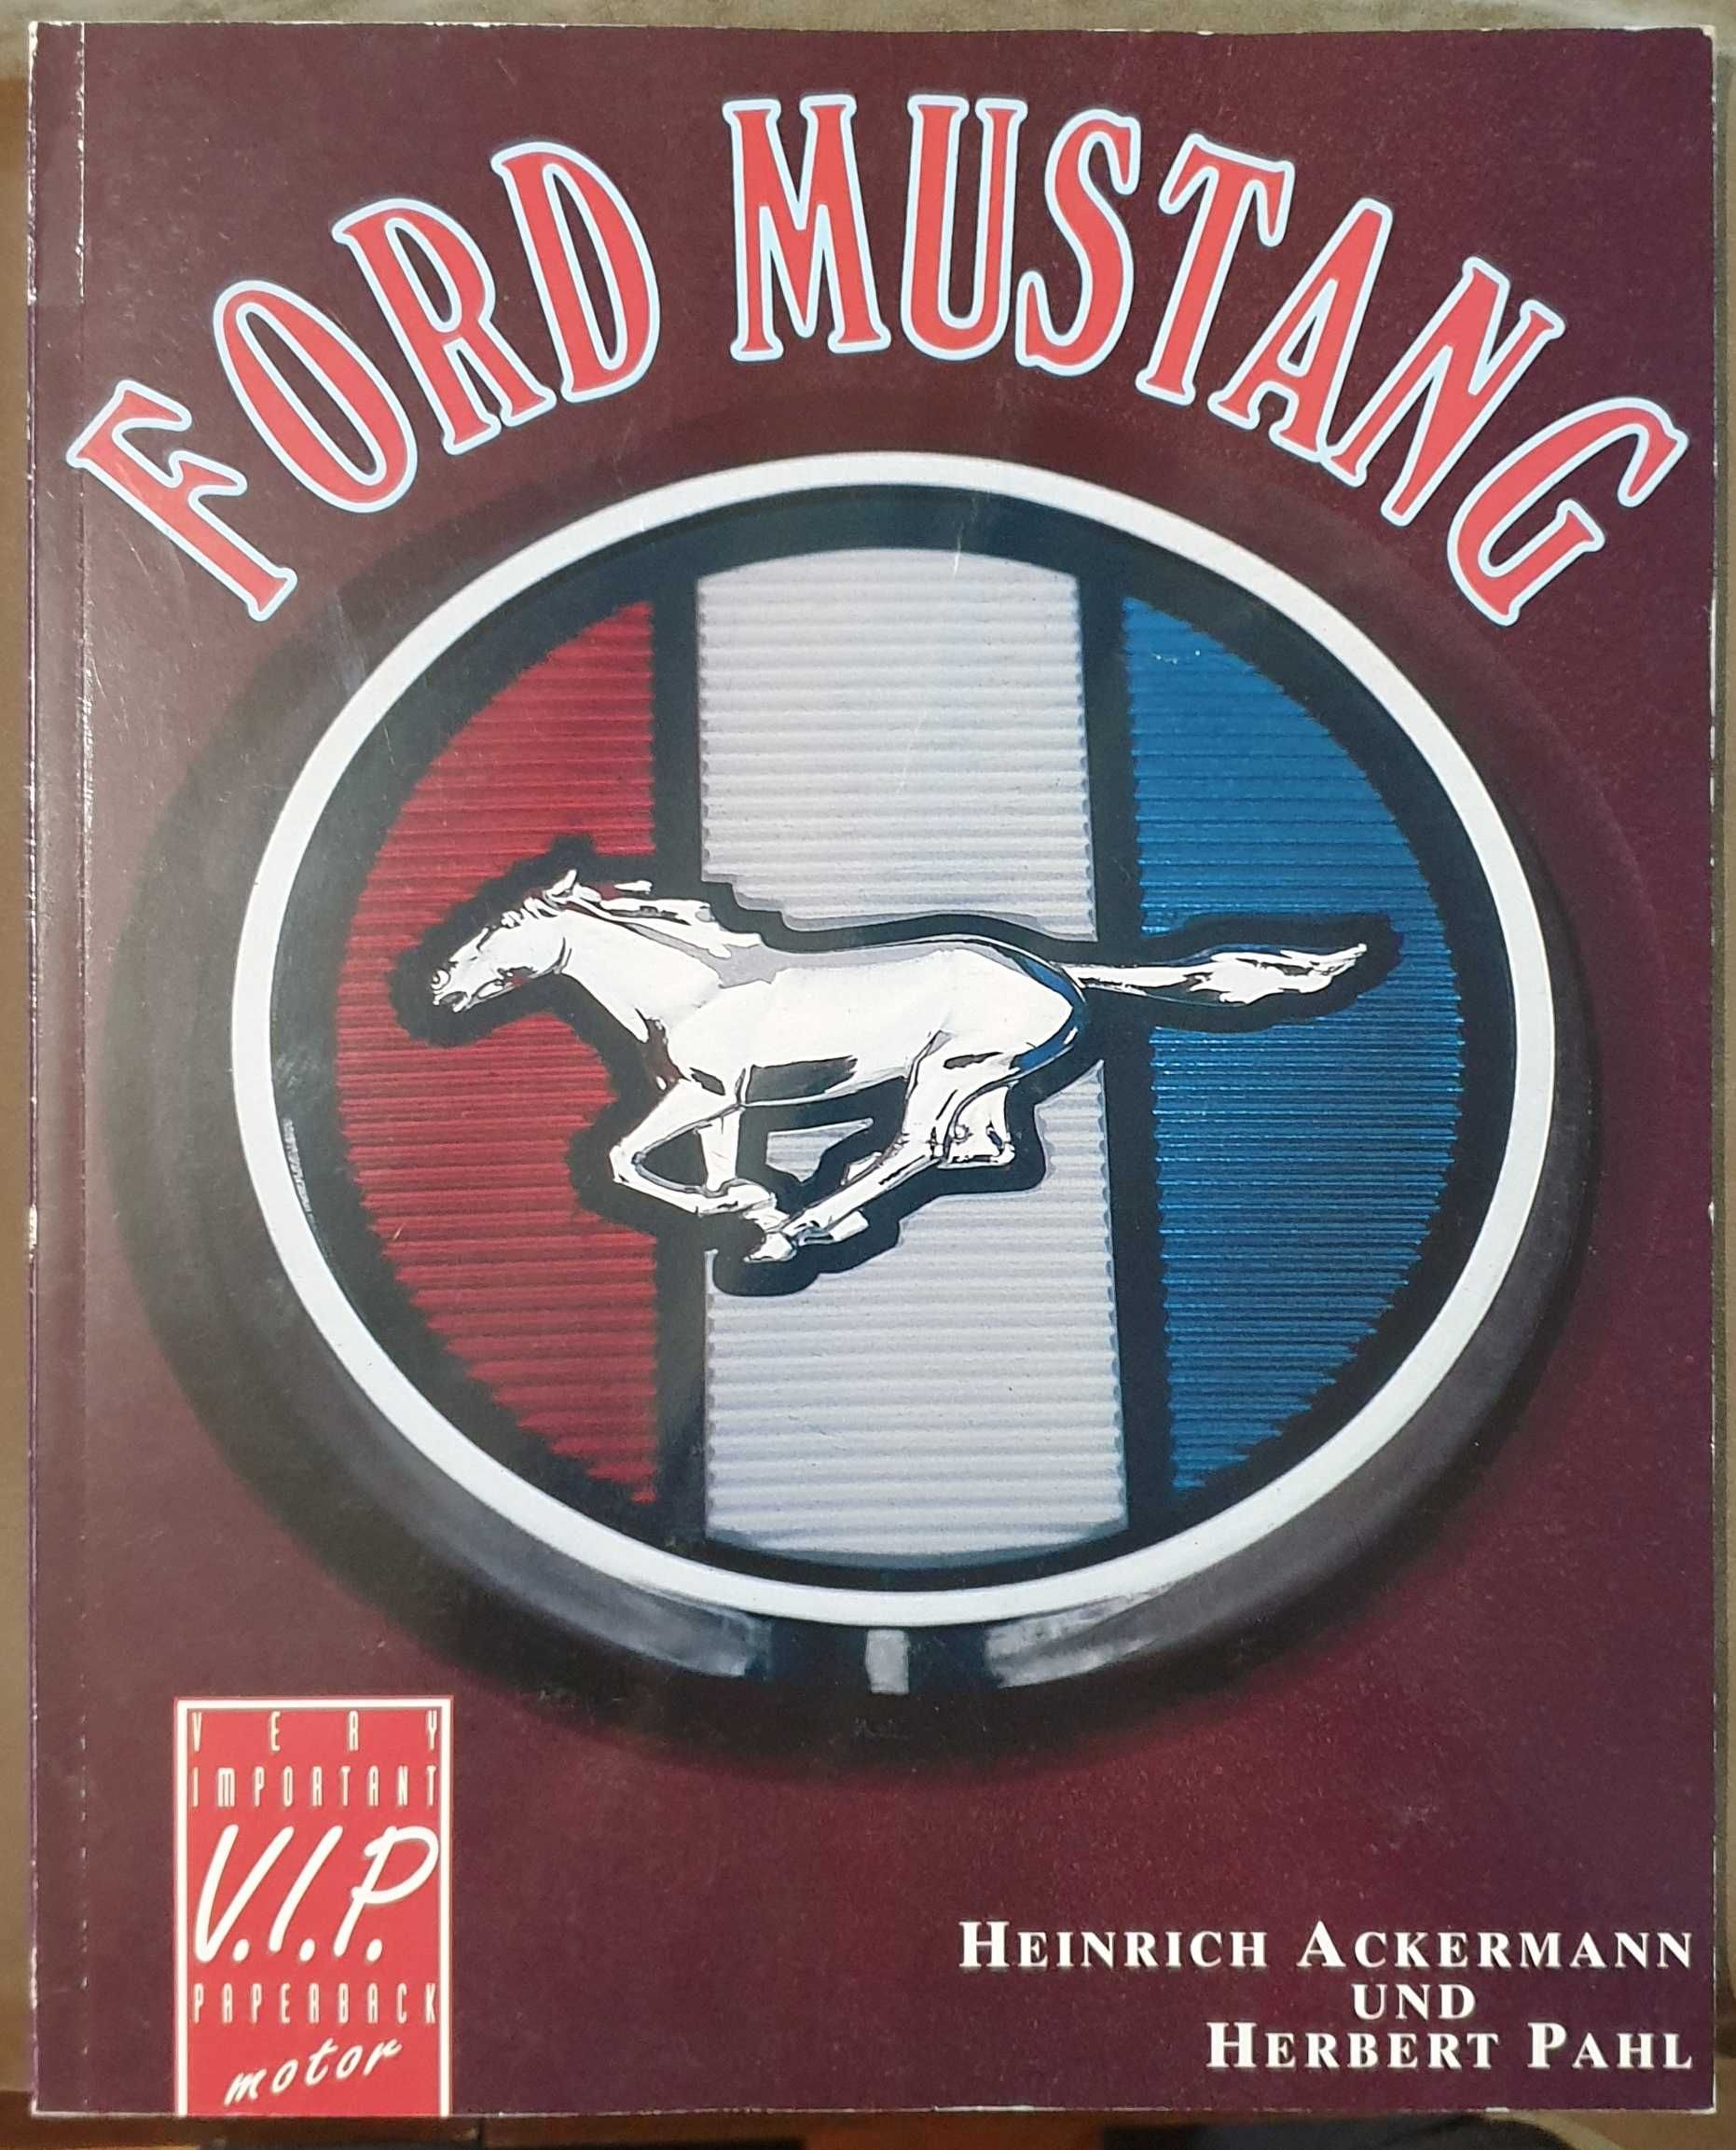 FORD MUSTANG
VERY
IMPORTANT
V.I.P.
PAPERBACK
motor
HEINRICH ACKERMANN
UND
HERBERT PAHL